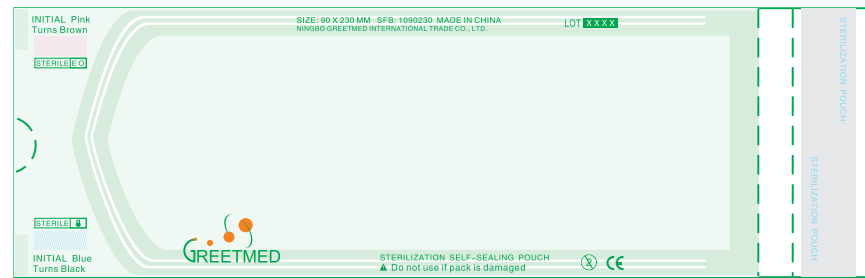 INITIAL Pink
Turns Brown
STERILE EO
SIZE: 90 X 230 MM SFB: 1090230 MADE IN CHINA
NINGBO GREETMED INTERNATIONAL TRADE CO., LTD.
LOT XXXX
STERILIZATION POUCH
STERILIZATION POUCH
STERILE
INITIAL Blue
Turns Black
GREETMED
STERILIZATION SELF-SEALING POUCH
Do not use if pack is damaged
2
CE